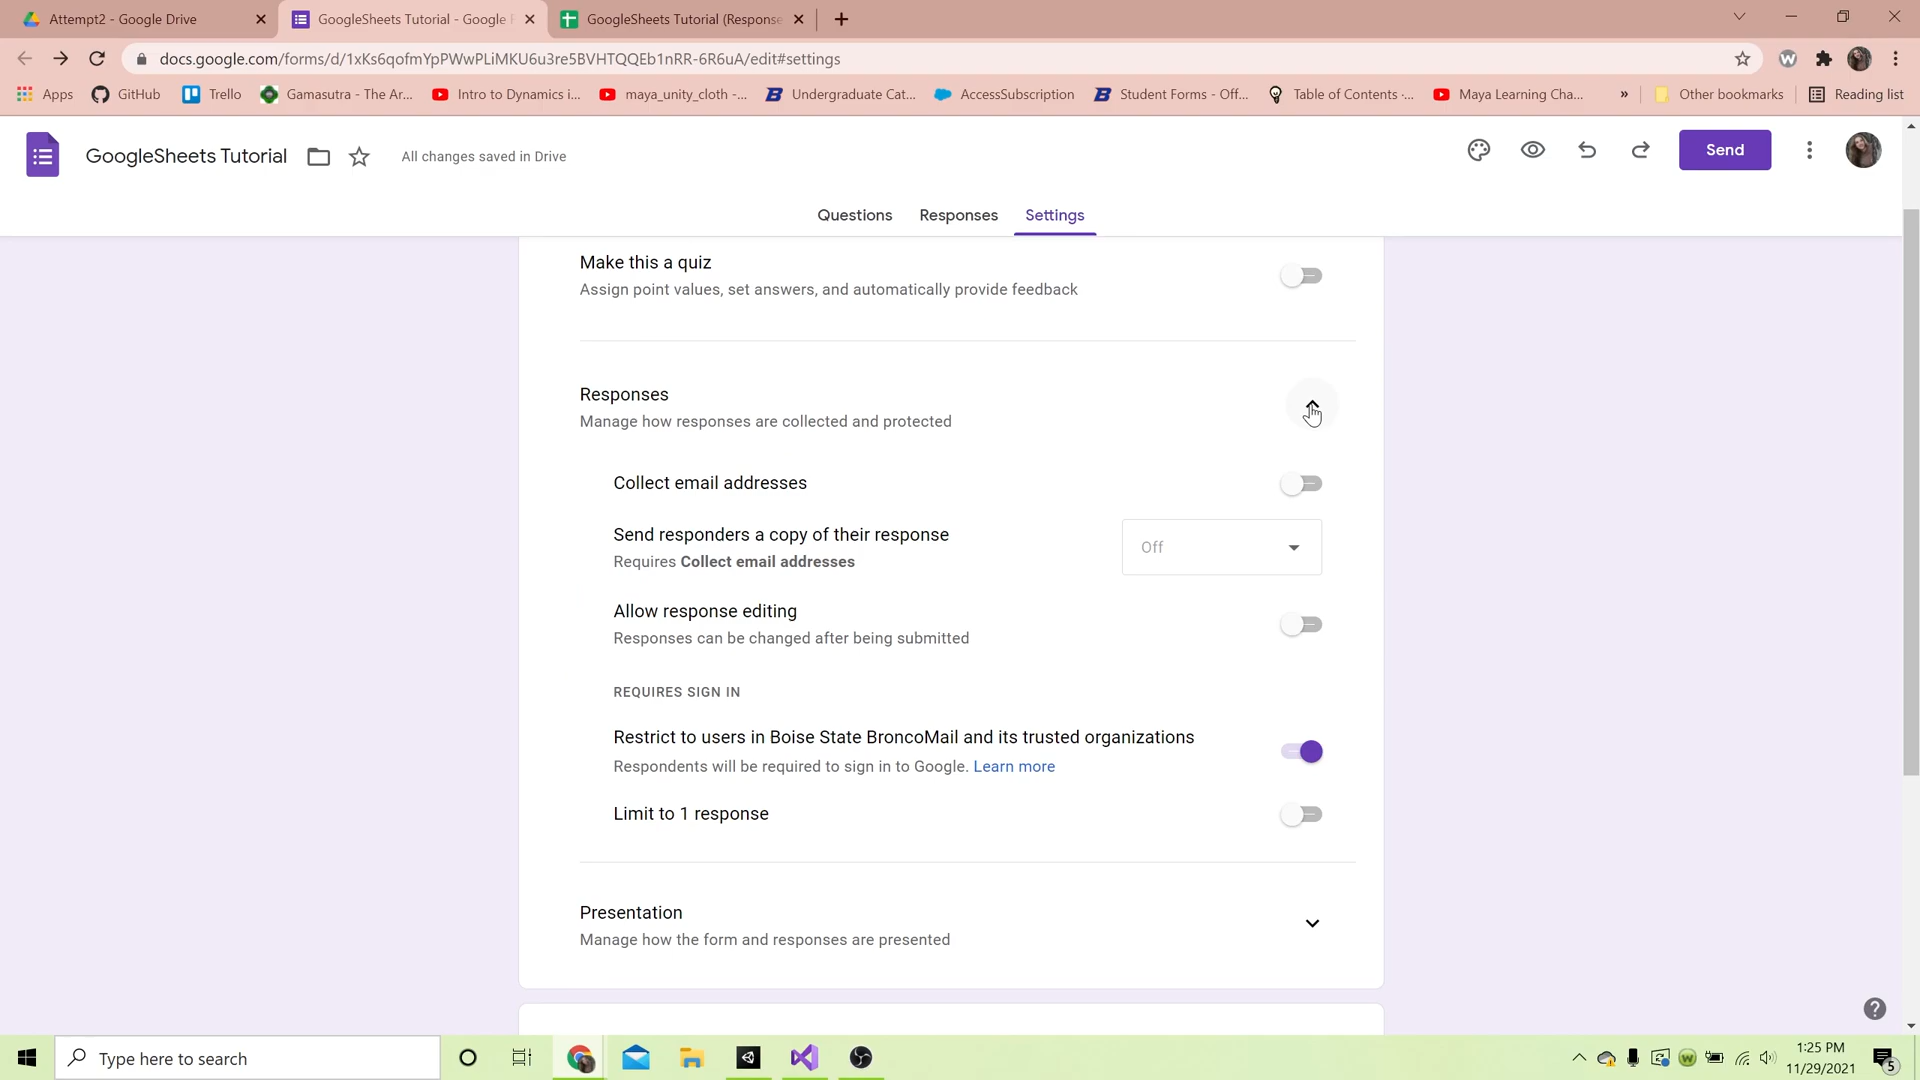 Attempt2 - Google Drive
GoogleSheets Tutorial - Google F
GoogleSheets Tutorial (Response
docs.google.com/forms/d/1xKs6qofmYpPWwPLiMKU6u3re5BVHTQQEb1nRR-6R6uA/edit#settings
Apps
GitHub
Trello
Gamasutra - The Ar...
Intro to Dynamics i...
maya_unity_cloth -...
Undergraduate Cat...
AccessSubscription
Student Forms - Off...
Table of Contents ·...
Maya Learning Cha...
»
Other bookmarks
Reading list
GoogleSheets Tutorial
All changes saved in Drive
Send
Questions
Responses
Settings
Make this a quiz
Assign point values, set answers, and automatically provide feedback
Responses
Manage how responses are collected and protected
Collect email addresses
Send responders a copy of their response
Requires Collect email addresses
Off
Allow response editing
Responses can be changed after being submitted
REQUIRES SIGN IN
Restrict to users in Boise State BroncoMail and its trusted organizations
Respondents will be required to sign in to Google. Learn more
Limit to 1 response
Presentation
Manage how the form and responses are presented
Type here to search
1:25 PM
11/29/2021
5